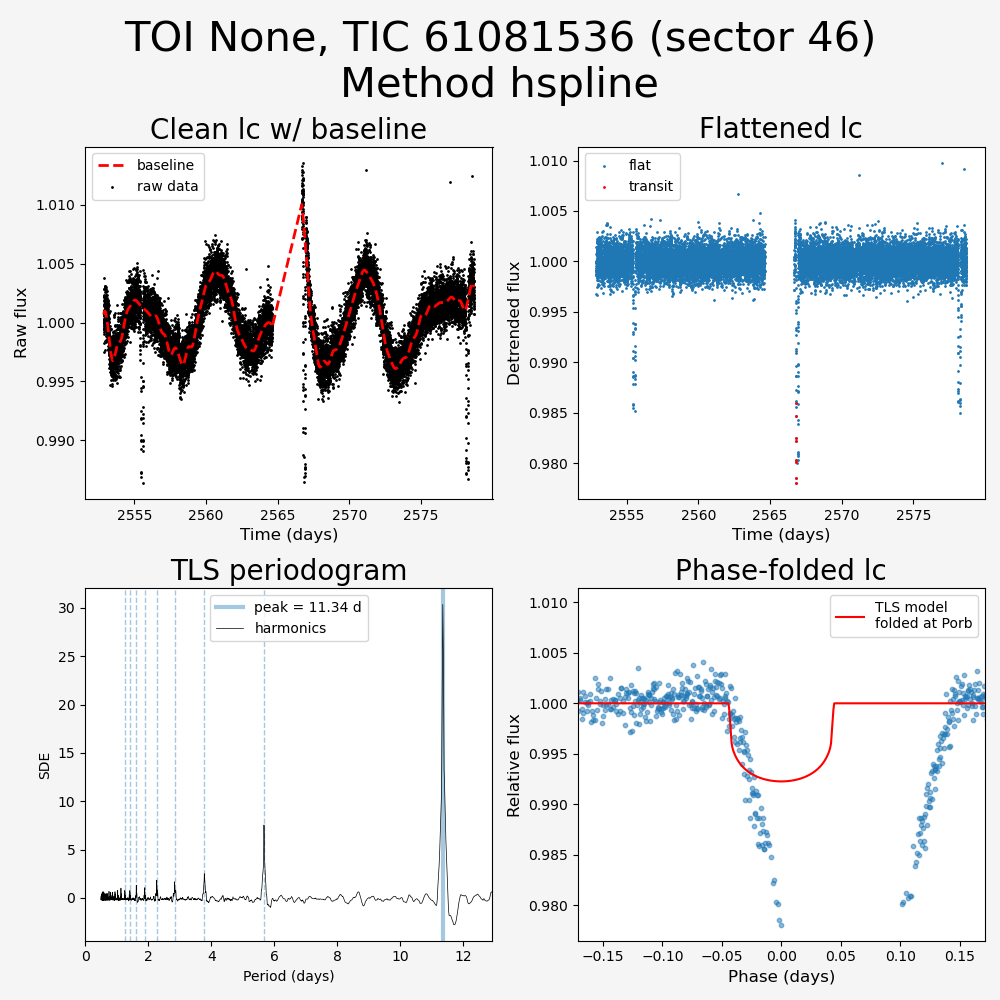 TOI None, TIC 61081536 (sector 46)
Method hspline
Clean lc w/ baseline
baseline
raw data
1.010
1.005
1.000
0.995
0.990
Raw flux
2555 2560 2565 2570 2575
Time (days)
Flattened lc
flat
transit
1.010
1.005
1.000
0.995
0.990
0.985
0.980
Detrended flux
2555 2560 2565 2570 2575
Time (days)
TLS periodogram
peak = 11.34 d
harmonics
30
25
20
15
10
5
0
SDE
0 2 4 6 8 10 12
Period (days)
Phase-folded lc
TLS model
folded at Porb
1.010
1.005
1.000
0.995
0.990
0.985
0.980
Relative flux
−0.15 −0.10 −0.05 0.00 0.05 0.10 0.15
Phase (days)